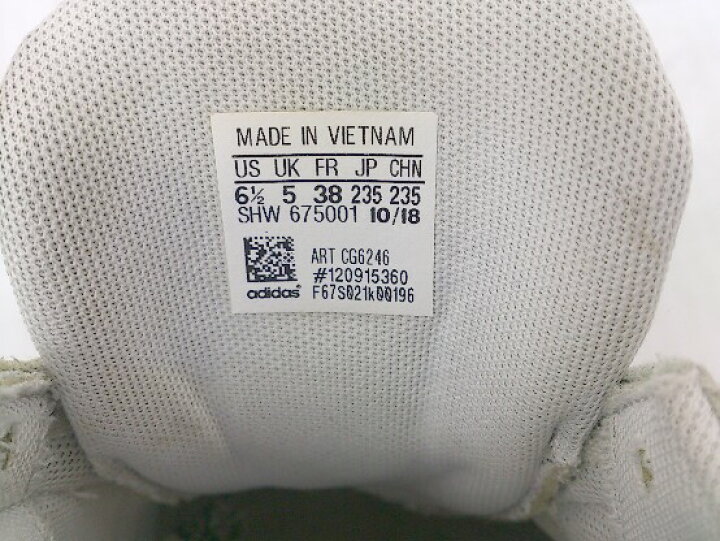 MADE IN VIETNAM
US UK FR JP CHN
6½ 5 38 235 235
SHW 675001 10/18
ART CG6246
#120915360
adidas F67S021k00196